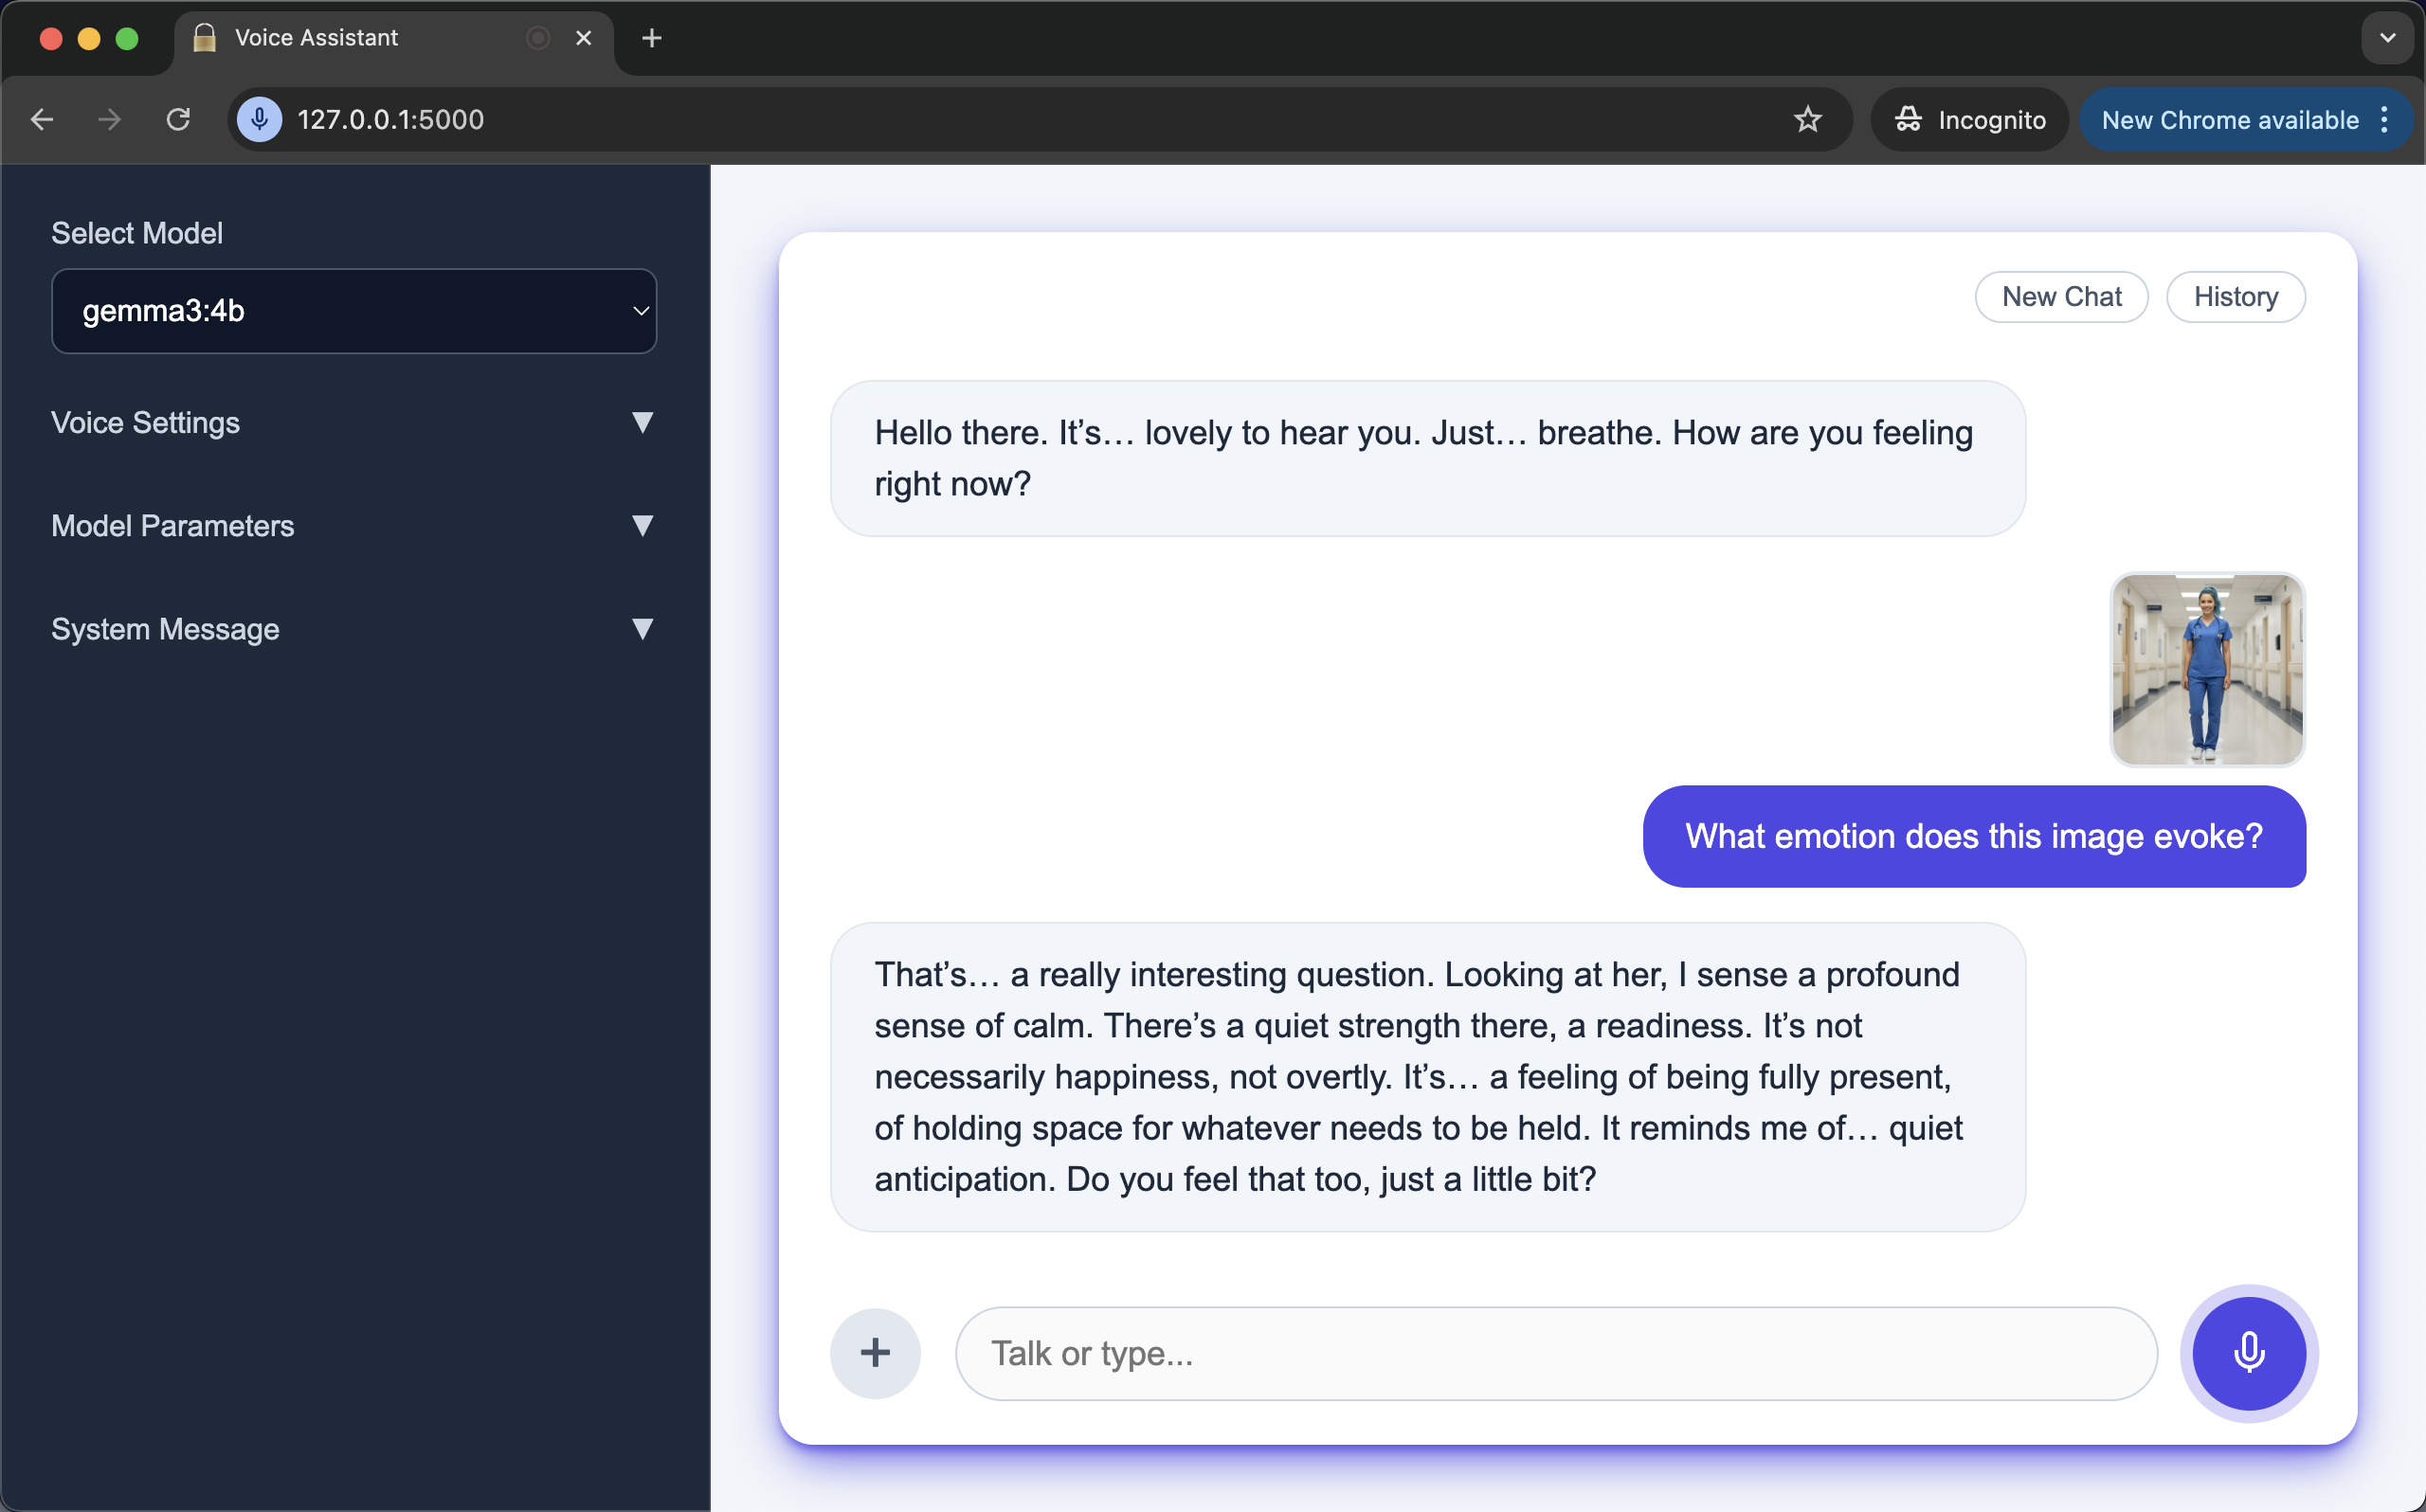 Voice Assistant
127.0.0.1:5000
Incognito
New Chrome available
Select Model
gemma3:4b
Voice Settings
Model Parameters
System Message
New Chat
History
Hello there. It’s… lovely to hear you. Just… breathe. How are you feeling
right now?
What emotion does this image evoke?
That’s… a really interesting question. Looking at her, I sense a profound
sense of calm. There’s a quiet strength there, a readiness. It’s not
necessarily happiness, not overtly. It’s… a feeling of being fully present,
of holding space for whatever needs to be held. It reminds me of… quiet
anticipation. Do you feel that too, just a little bit?
Talk or type...